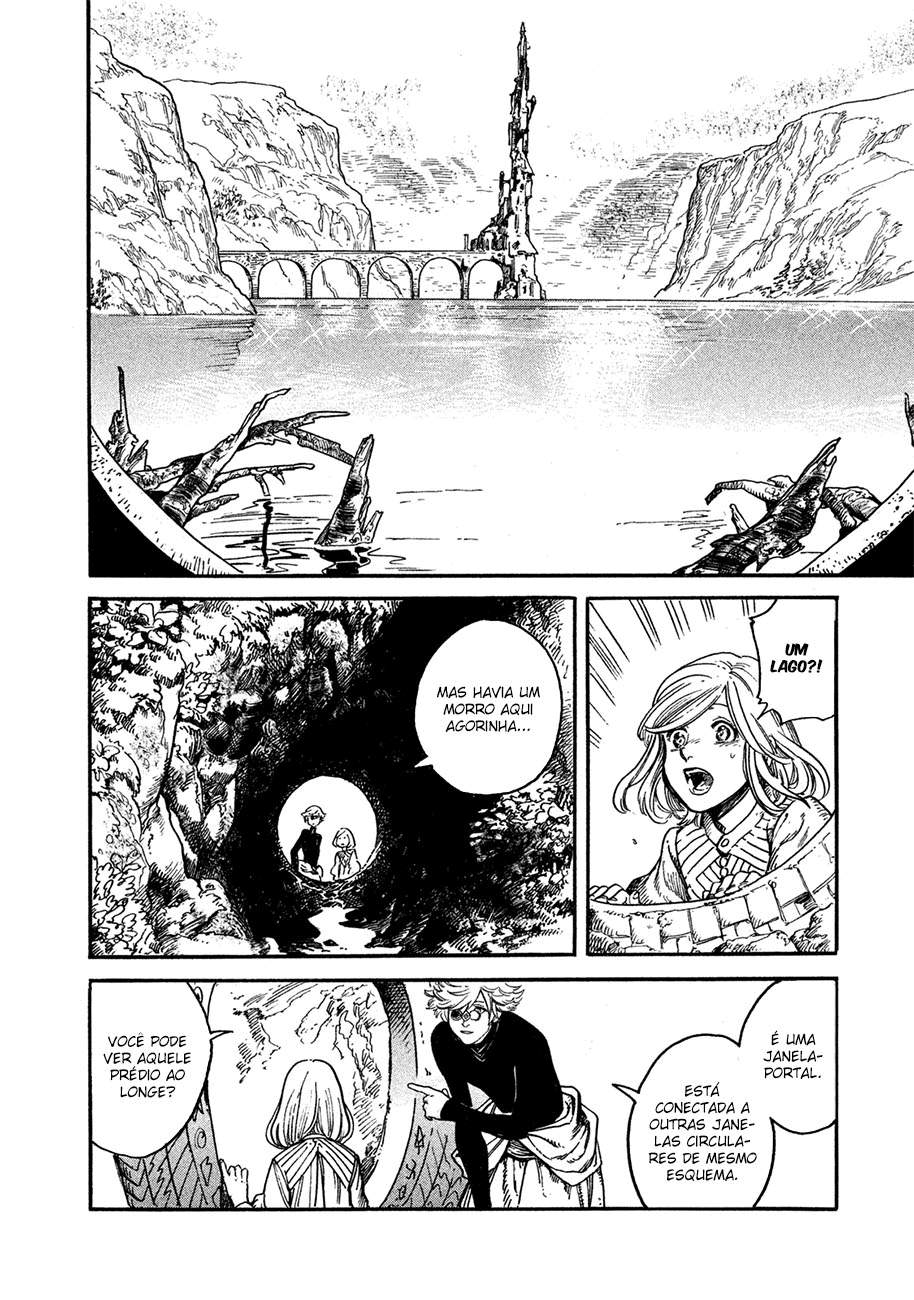 UM
LAGO?!
MAS HAVIA UM
MORRO AQUI
AGORINHA...
É UMA
JANELA-
PORTAL.
ESTÁ
CONECTADA A
OUTRAS JANE-
LAS CIRCULA-
RES DE MESMO
ESQUEMA.
VOCÊ PODE
VER AQUELE
PRÉDIO AO
LONGE?